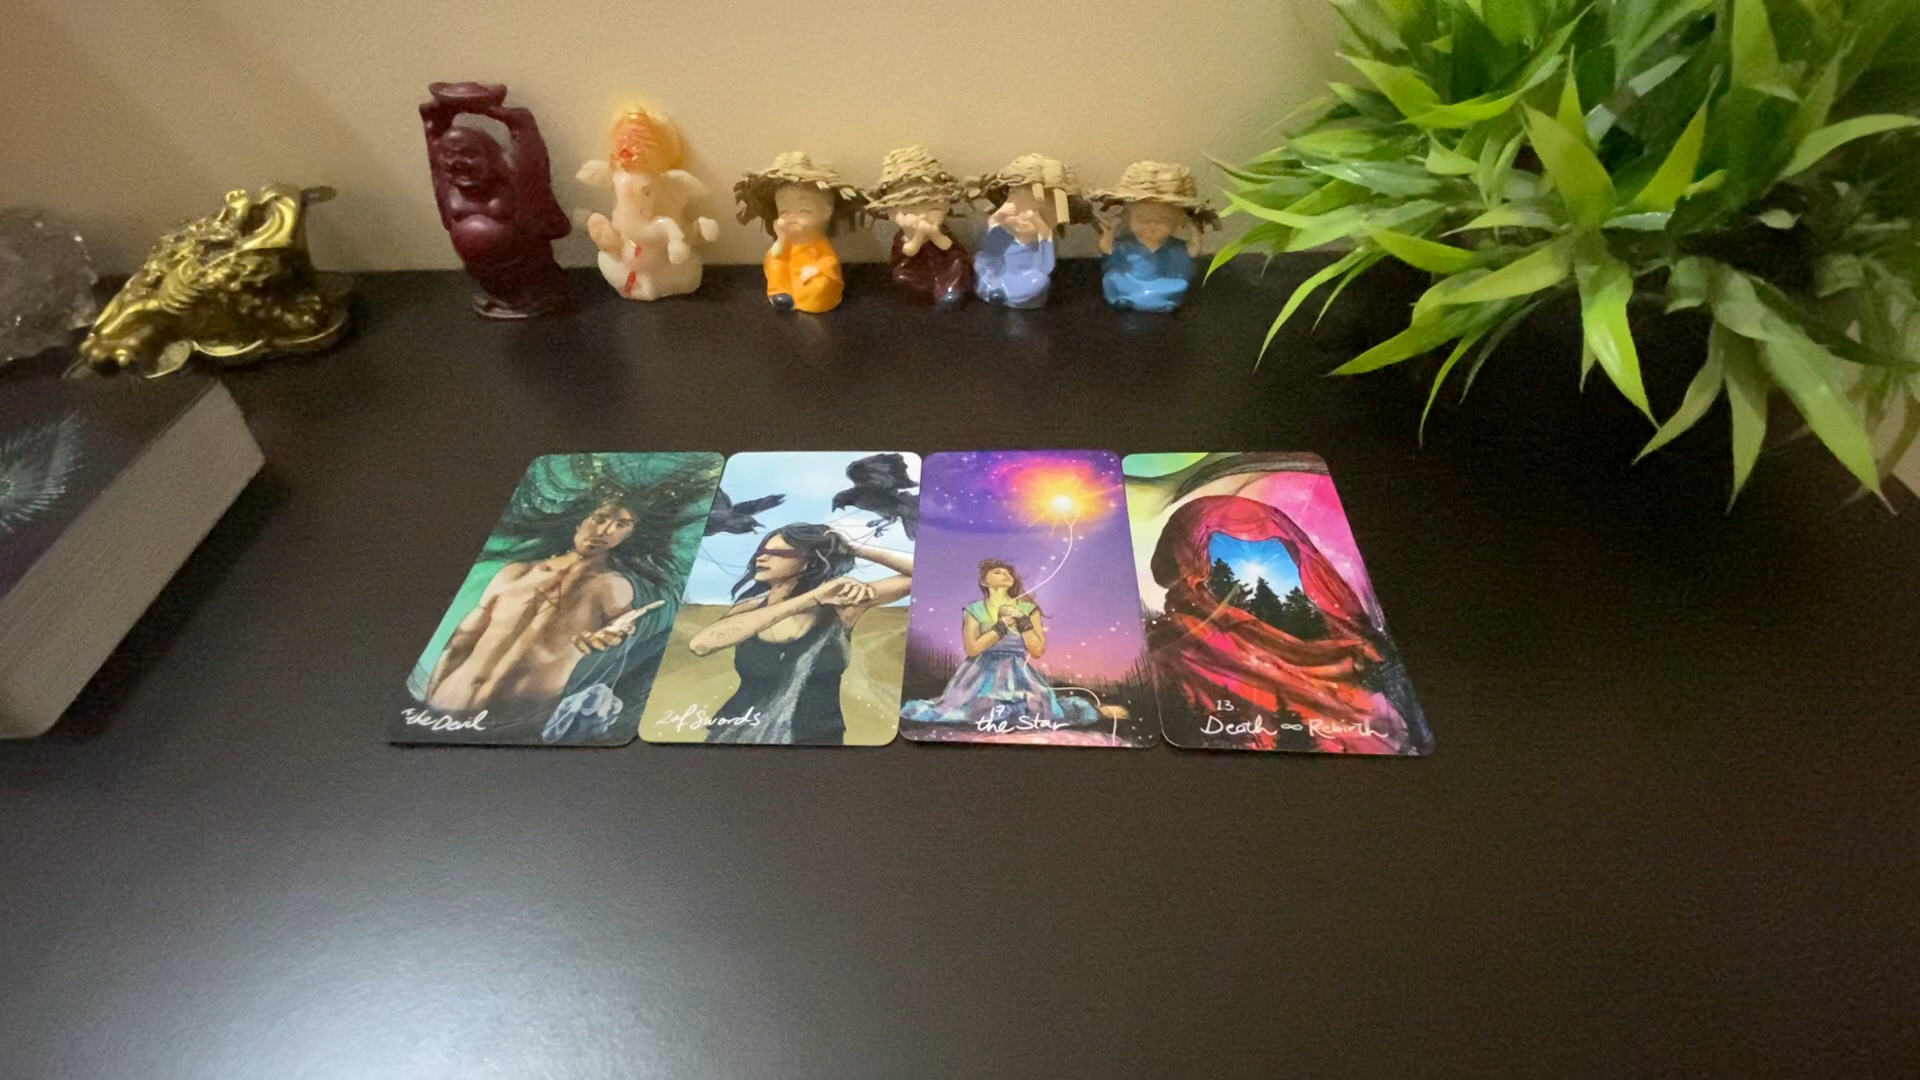 the Devil
2 of Swords
17
the Star
13
Death ∞ Rebirth